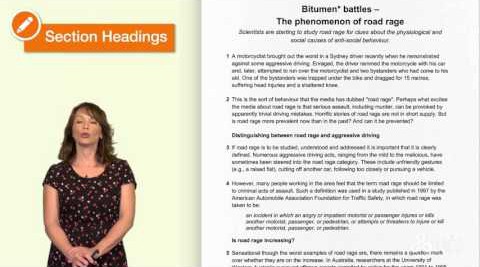 Section Headings
Bitumen* battles –
The phenomenon of road rage
Scientists are starting to study road rage for clues about the physiological and
social causes of anti-social behaviour.
1 A motorcyclist brought out the worst in a Sydney driver recently when he remonstrated
against some aggressive driving. Enraged, the driver rammed the motorcycle with his car
and, later, attempted to run over the motorcyclist and two bystanders who had come to his
aid. One of the bystanders was trapped under the bike and dragged for 15 metres,
suffering head injuries and a shattered knee.
2 This is the sort of behaviour that the media has dubbed "road rage". Perhaps what excites
the media about road rage is that serious assault, including murder, can be provoked by
apparently trivial driving mistakes. Horrific stories of road rage are not in short supply. But
is road rage more prevalent now than in the past? And can it be prevented?
Distinguishing between road rage and aggressive driving
3 If road rage is to be studied, understood and addressed it is important that it is clearly
defined. Numerous aggressive driving acts, ranging from the mild to the malicious, have
sometimes been steered into the road rage category. These include unfriendly gestures
(e.g., a raised fist), cutting off another car, following too closely or pursuing a vehicle.
4 However, many people working in the area feel that the term road rage should be limited
to criminal acts of assault. Such a definition was used in a study published in 1997 by the
American Automobile Association Foundation for Traffic Safety, in which road rage was
taken to be:
an incident in which an angry or impatient motorist or passenger injures or kills
another motorist, passenger, or pedestrian, or attempts or threatens to injure or kill
another motorist, passenger, or pedestrian.
Is road rage increasing?
5 Sensational though the worst examples of road rage are, there remains a question mark
over whether they are on the increase. In Australia, researchers at the University of